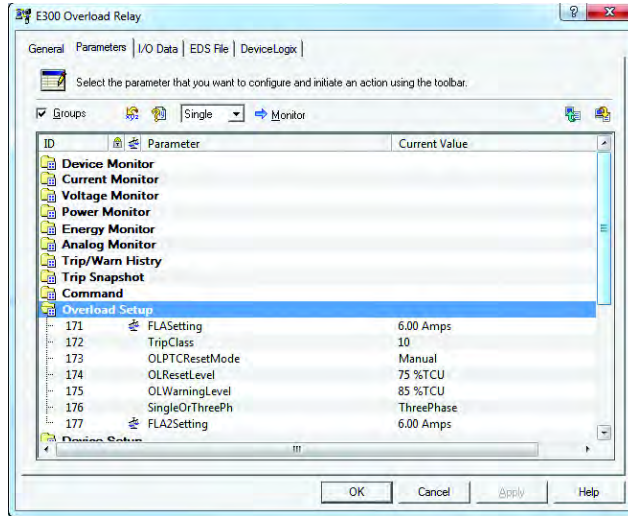 E300 Overload Relay
General Parameters I/O Data EDS File DeviceLogix
Select the parameter that you want to configure and initiate an action using the toolbar.
Groups Single Monitor
ID Parameter Current Value
Device Monitor
Current Monitor
Voltage Monitor
Power Monitor
Energy Monitor
Analog Monitor
Trip/Warn Histry
Trip Snapshot
Command
Overload Setup
171 FLASetting 6.00 Amps
172 TripClass 10
173 OLPTCResetMode Manual
174 OLResetLevel 75 %TCU
175 OLWarningLevel 85 %TCU
176 SingleOrThreePh ThreePhase
177 FLA2Setting 6.00 Amps
Device Setup
OK Cancel Apply Help